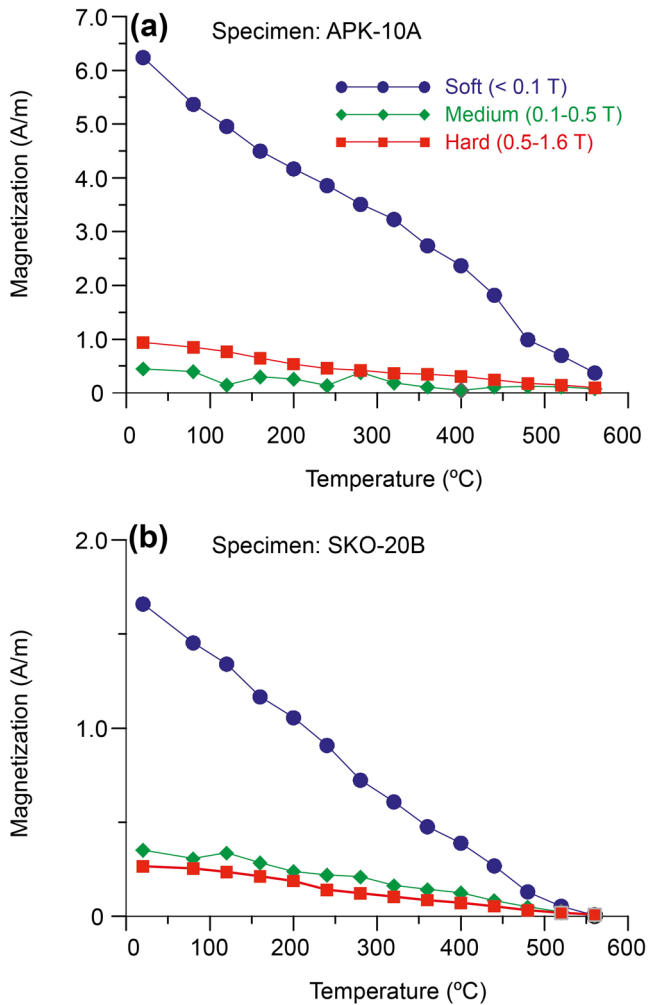 (a)
Specimen: APK-10A
Soft (< 0.1 T)
Medium (0.1-0.5 T)
Hard (0.5-1.6 T)
Magnetization (A/m)
7.0
6.0
5.0
4.0
3.0
2.0
1.0
0
0 100 200 300 400 500 600
Temperature (ºC)
(b)
Specimen: SKO-20B
Magnetization (A/m)
2.0
1.0
0
0 100 200 300 400 500 600
Temperature (ºC)